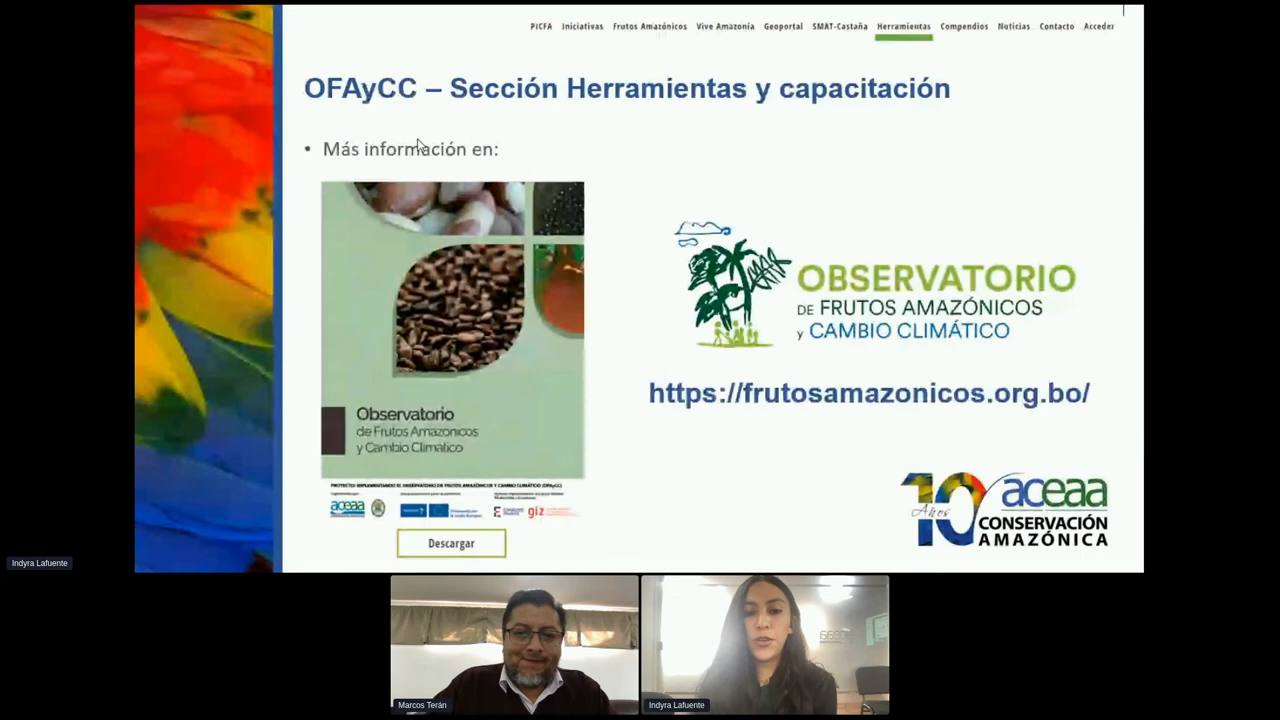 PICFA Iniciativas Frutos Amazónicos Vive Amazonía Geoportal SMAT-Castaña Herramientas Compendios Noticias Contacto Acceder
OFAyCC – Sección Herramientas y capacitación
• Más información en:
Observatorio
de Frutos Amazonicos
y Cambio Climático
PROYECTO: IMPLEMENTANDO EL OBSERVATORIO DE FRUTOS AMAZÓNICOS Y CAMBIO CLIMÁTICO (OFAyCC)
aceaa
giz
Descargar
OBSERVATORIO
DE FRUTOS AMAZÓNICOS
y CAMBIO CLIMÁTICO
https://frutosamazonicos.org.bo/
10 Años aceaa
CONSERVACIÓN
AMAZÓNICA
Indyra Lafuente
Marcos Terán
Indyra Lafuente